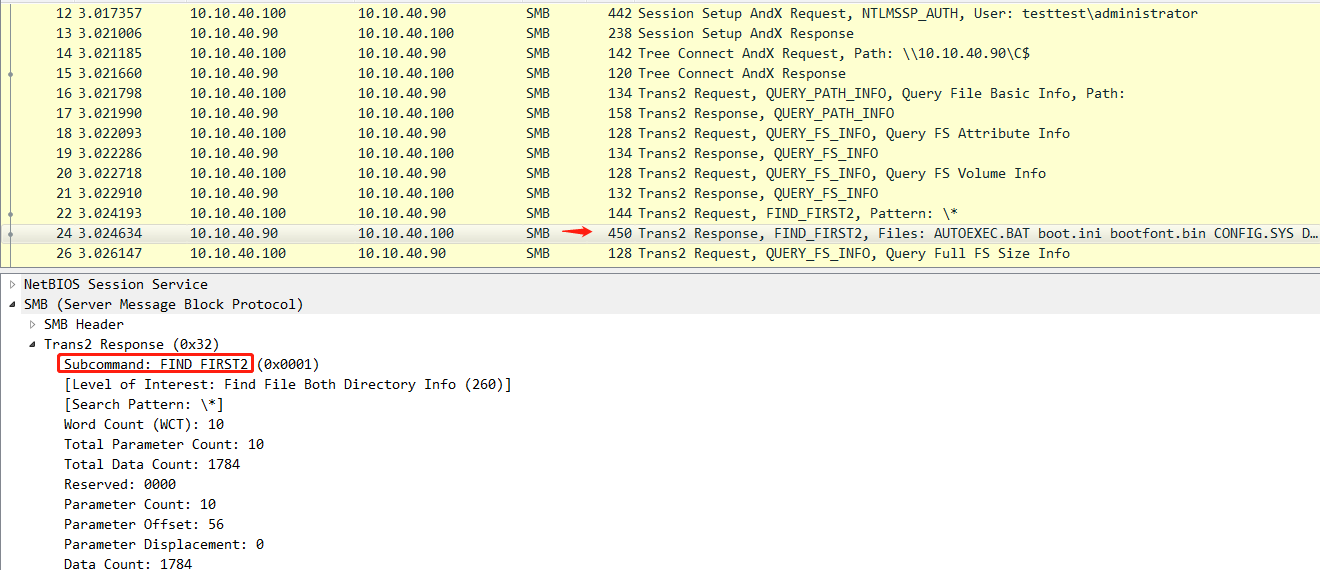 12 3.017357 10.10.40.100 10.10.40.90 SMB 442 Session Setup AndX Request, NTLMSSP_AUTH, User: testtest\administrator
13 3.021006 10.10.40.90 10.10.40.100 SMB 238 Session Setup AndX Response
14 3.021185 10.10.40.100 10.10.40.90 SMB 142 Tree Connect AndX Request, Path: \\10.10.40.90\C$
15 3.021660 10.10.40.90 10.10.40.100 SMB 120 Tree Connect AndX Response
16 3.021798 10.10.40.100 10.10.40.90 SMB 134 Trans2 Request, QUERY_PATH_INFO, Query File Basic Info, Path:
17 3.021990 10.10.40.90 10.10.40.100 SMB 158 Trans2 Response, QUERY_PATH_INFO
18 3.022093 10.10.40.100 10.10.40.90 SMB 128 Trans2 Request, QUERY_FS_INFO, Query FS Attribute Info
19 3.022286 10.10.40.90 10.10.40.100 SMB 134 Trans2 Response, QUERY_FS_INFO
20 3.022718 10.10.40.100 10.10.40.90 SMB 128 Trans2 Request, QUERY_FS_INFO, Query FS Volume Info
21 3.022910 10.10.40.90 10.10.40.100 SMB 132 Trans2 Response, QUERY_FS_INFO
22 3.024193 10.10.40.100 10.10.40.90 SMB 144 Trans2 Request, FIND_FIRST2, Pattern: \*
24 3.024634 10.10.40.90 10.10.40.100 SMB 450 Trans2 Response, FIND_FIRST2, Files: AUTOEXEC.BAT boot.ini bootfont.bin CONFIG.SYS D…
26 3.026147 10.10.40.100 10.10.40.90 SMB 128 Trans2 Request, QUERY_FS_INFO, Query Full FS Size Info
NetBIOS Session Service
SMB (Server Message Block Protocol)
SMB Header
Trans2 Response (0x32)
Subcommand: FIND_FIRST2 (0x0001)
[Level of Interest: Find File Both Directory Info (260)]
[Search Pattern: \*]
Word Count (WCT): 10
Total Parameter Count: 10
Total Data Count: 1784
Reserved: 0000
Parameter Count: 10
Parameter Offset: 56
Parameter Displacement: 0
Data Count: 1784